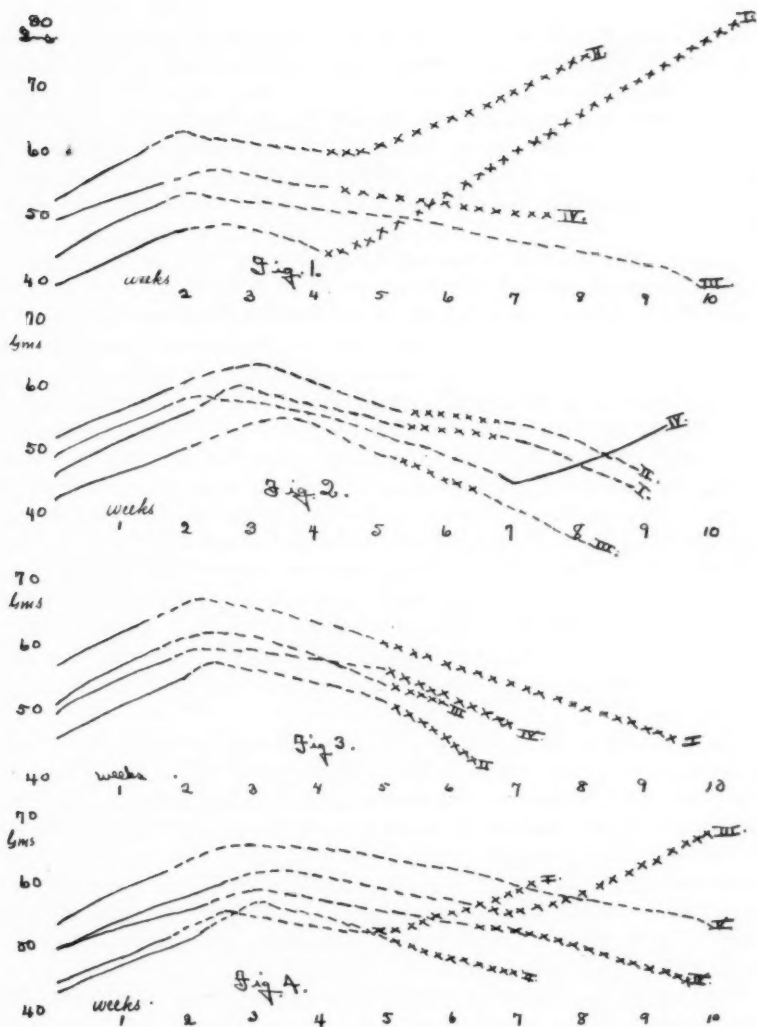 80 I.
gms II.
70
60
50 IV.
40 weeks 2 3 Fig. 1. 4 5 6 7 8 9 10 III.
70
gms
60
50 IV.
II.
I.
40 weeks Fig. 2.
1 2 3 4 5 6 7 8 III. 9 10
70
gms
60
50 III. IV. I.
Fig 3. II.
40 weeks.
1 2 3 4 5 6 7 8 9 10
70
gms III.
60 I.
50 V.
II. IV.
Fig. 4.
40 weeks.
1 2 3 4 5 6 7 8 9 10